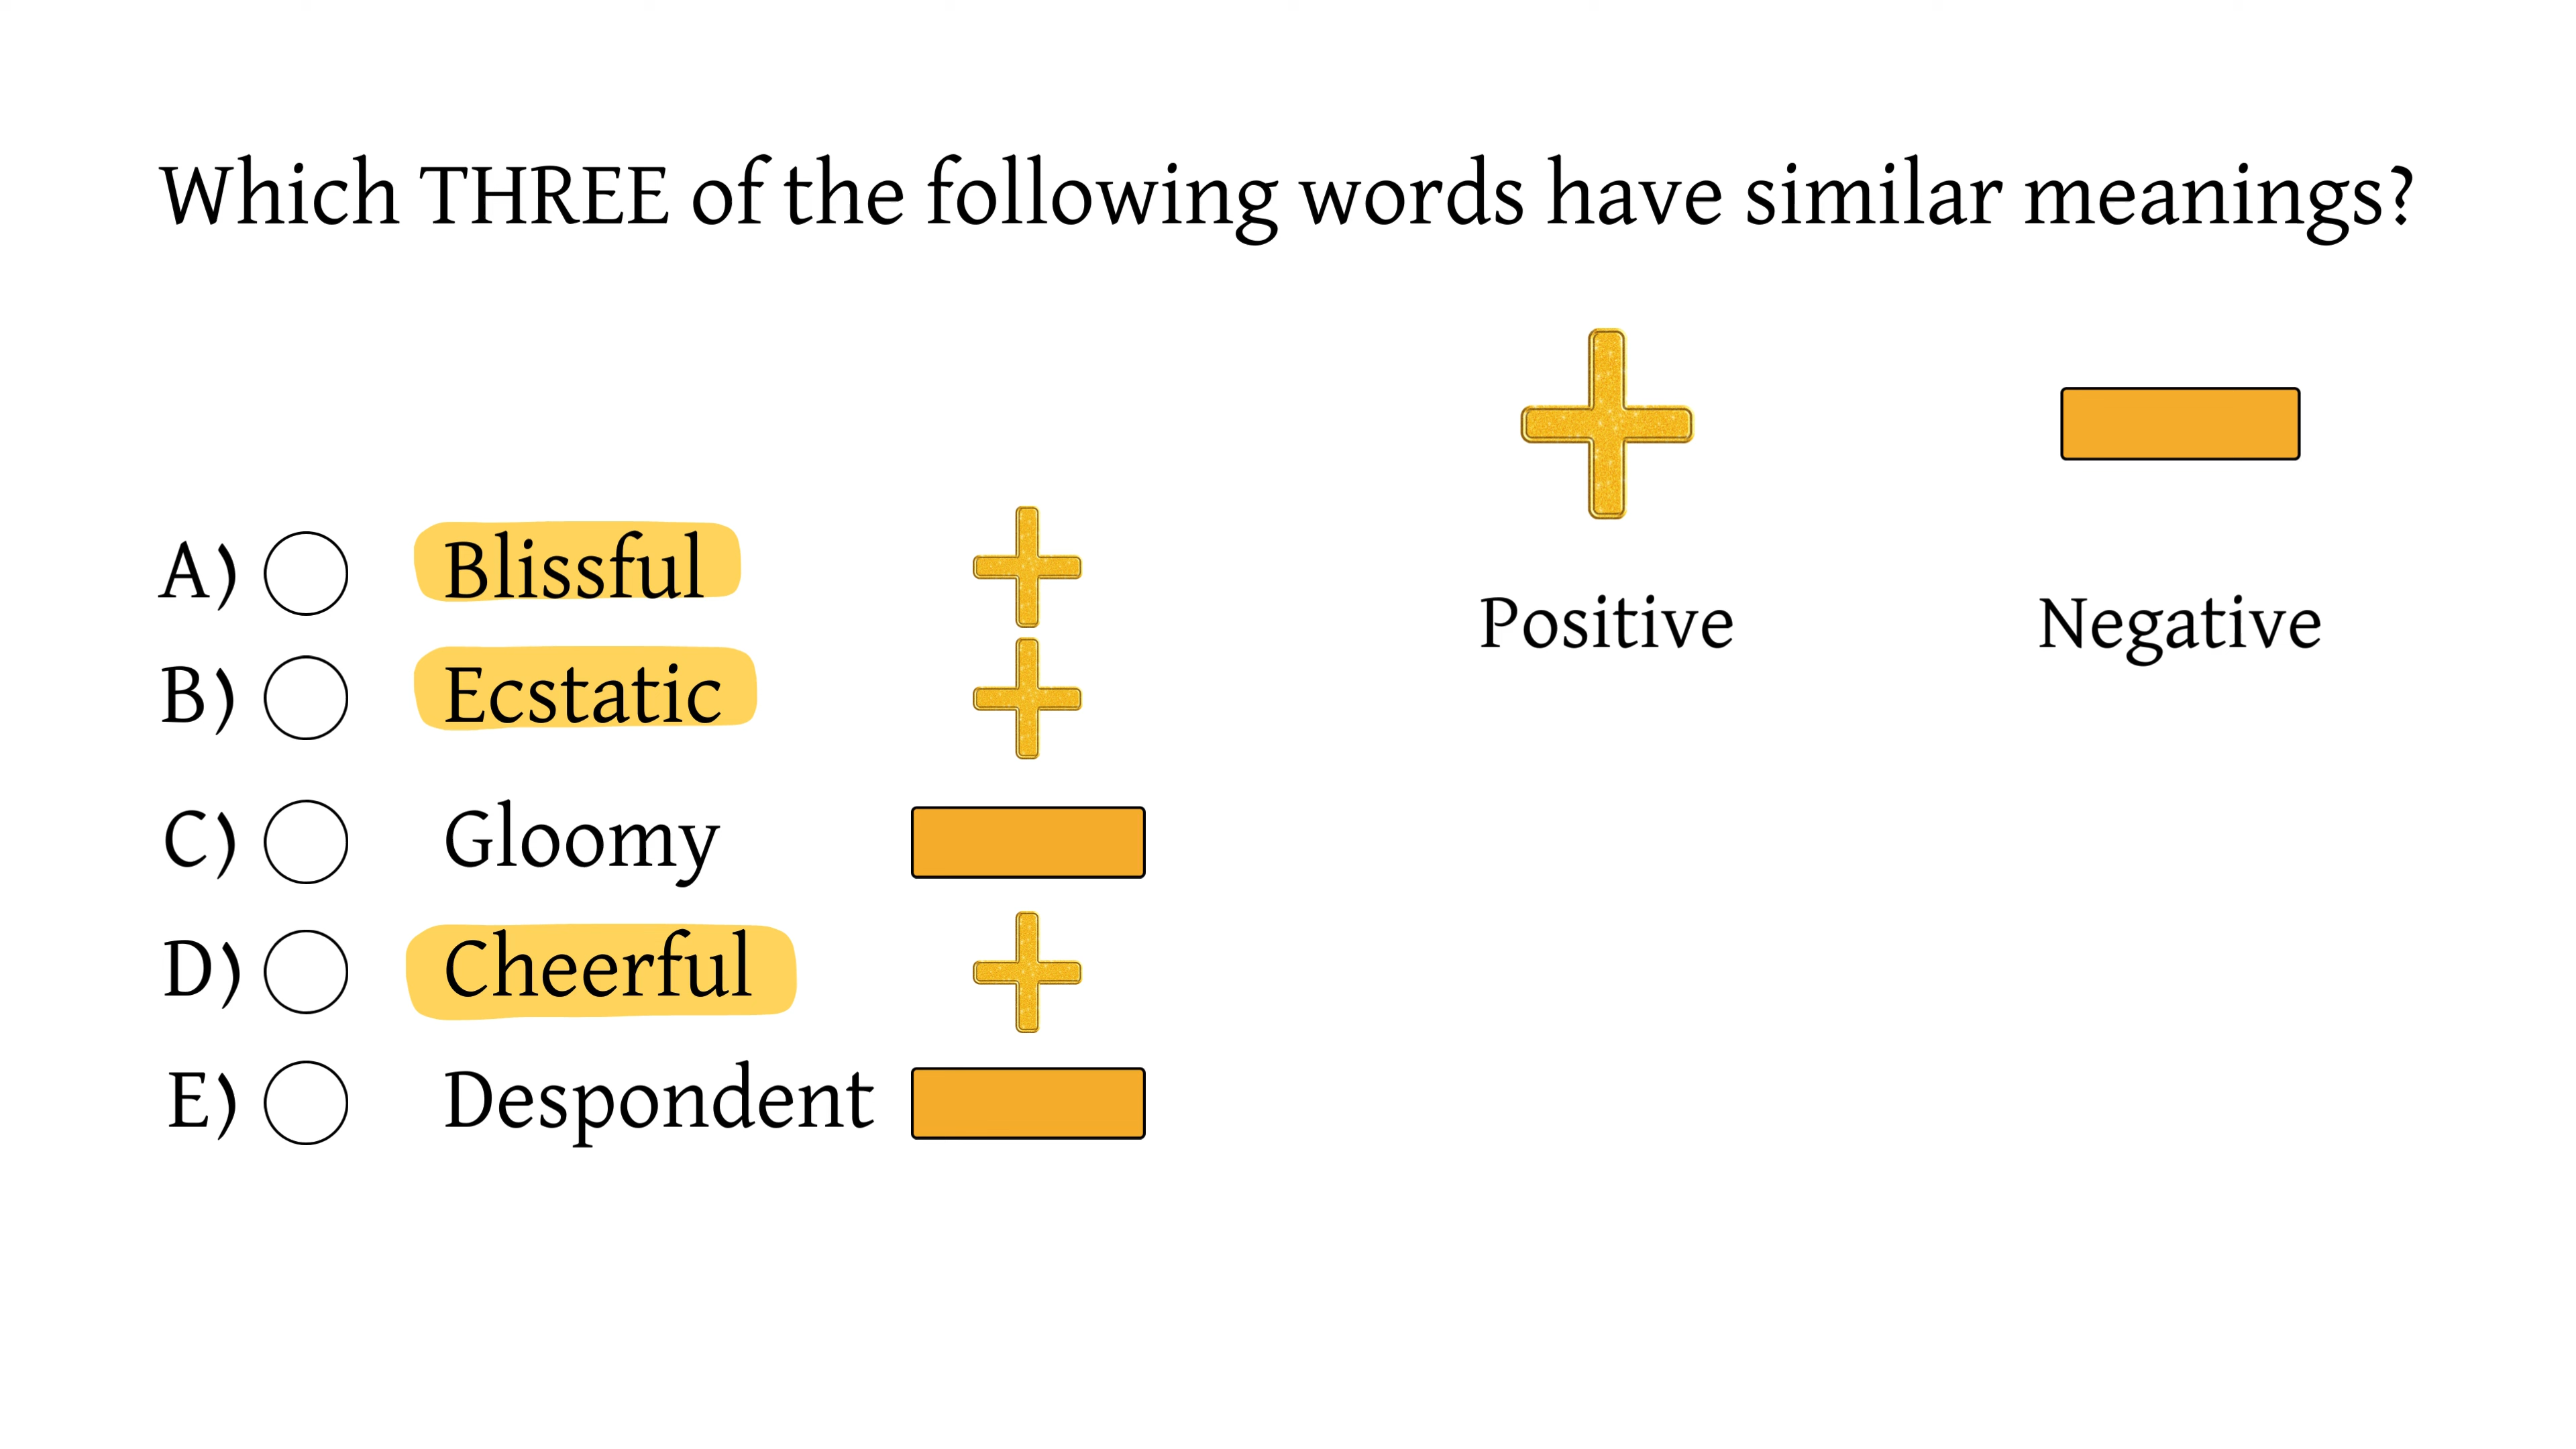 Which THREE of the following words have similar meanings?
Positive
Negative
A) Blissful
B) Ecstatic
C) Gloomy
D) Cheerful
E) Despondent